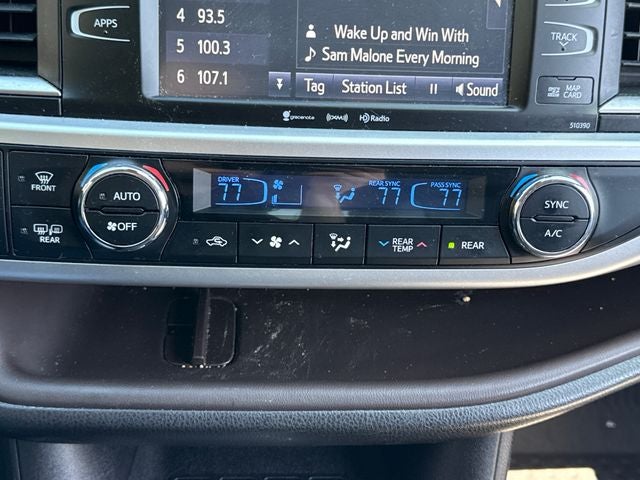 APPS
4 93.5
5 100.3
6 107.1
Wake Up and Win With
Sam Malone Every Morning
Tag Station List Sound
TRACK
MAP CARD
gracenote HD Radio
510390
FRONT
REAR
AUTO
OFF
DRIVER
77
REAR SYNC
77
PASS SYNC
77
REAR TEMP
REAR
SYNC
A/C